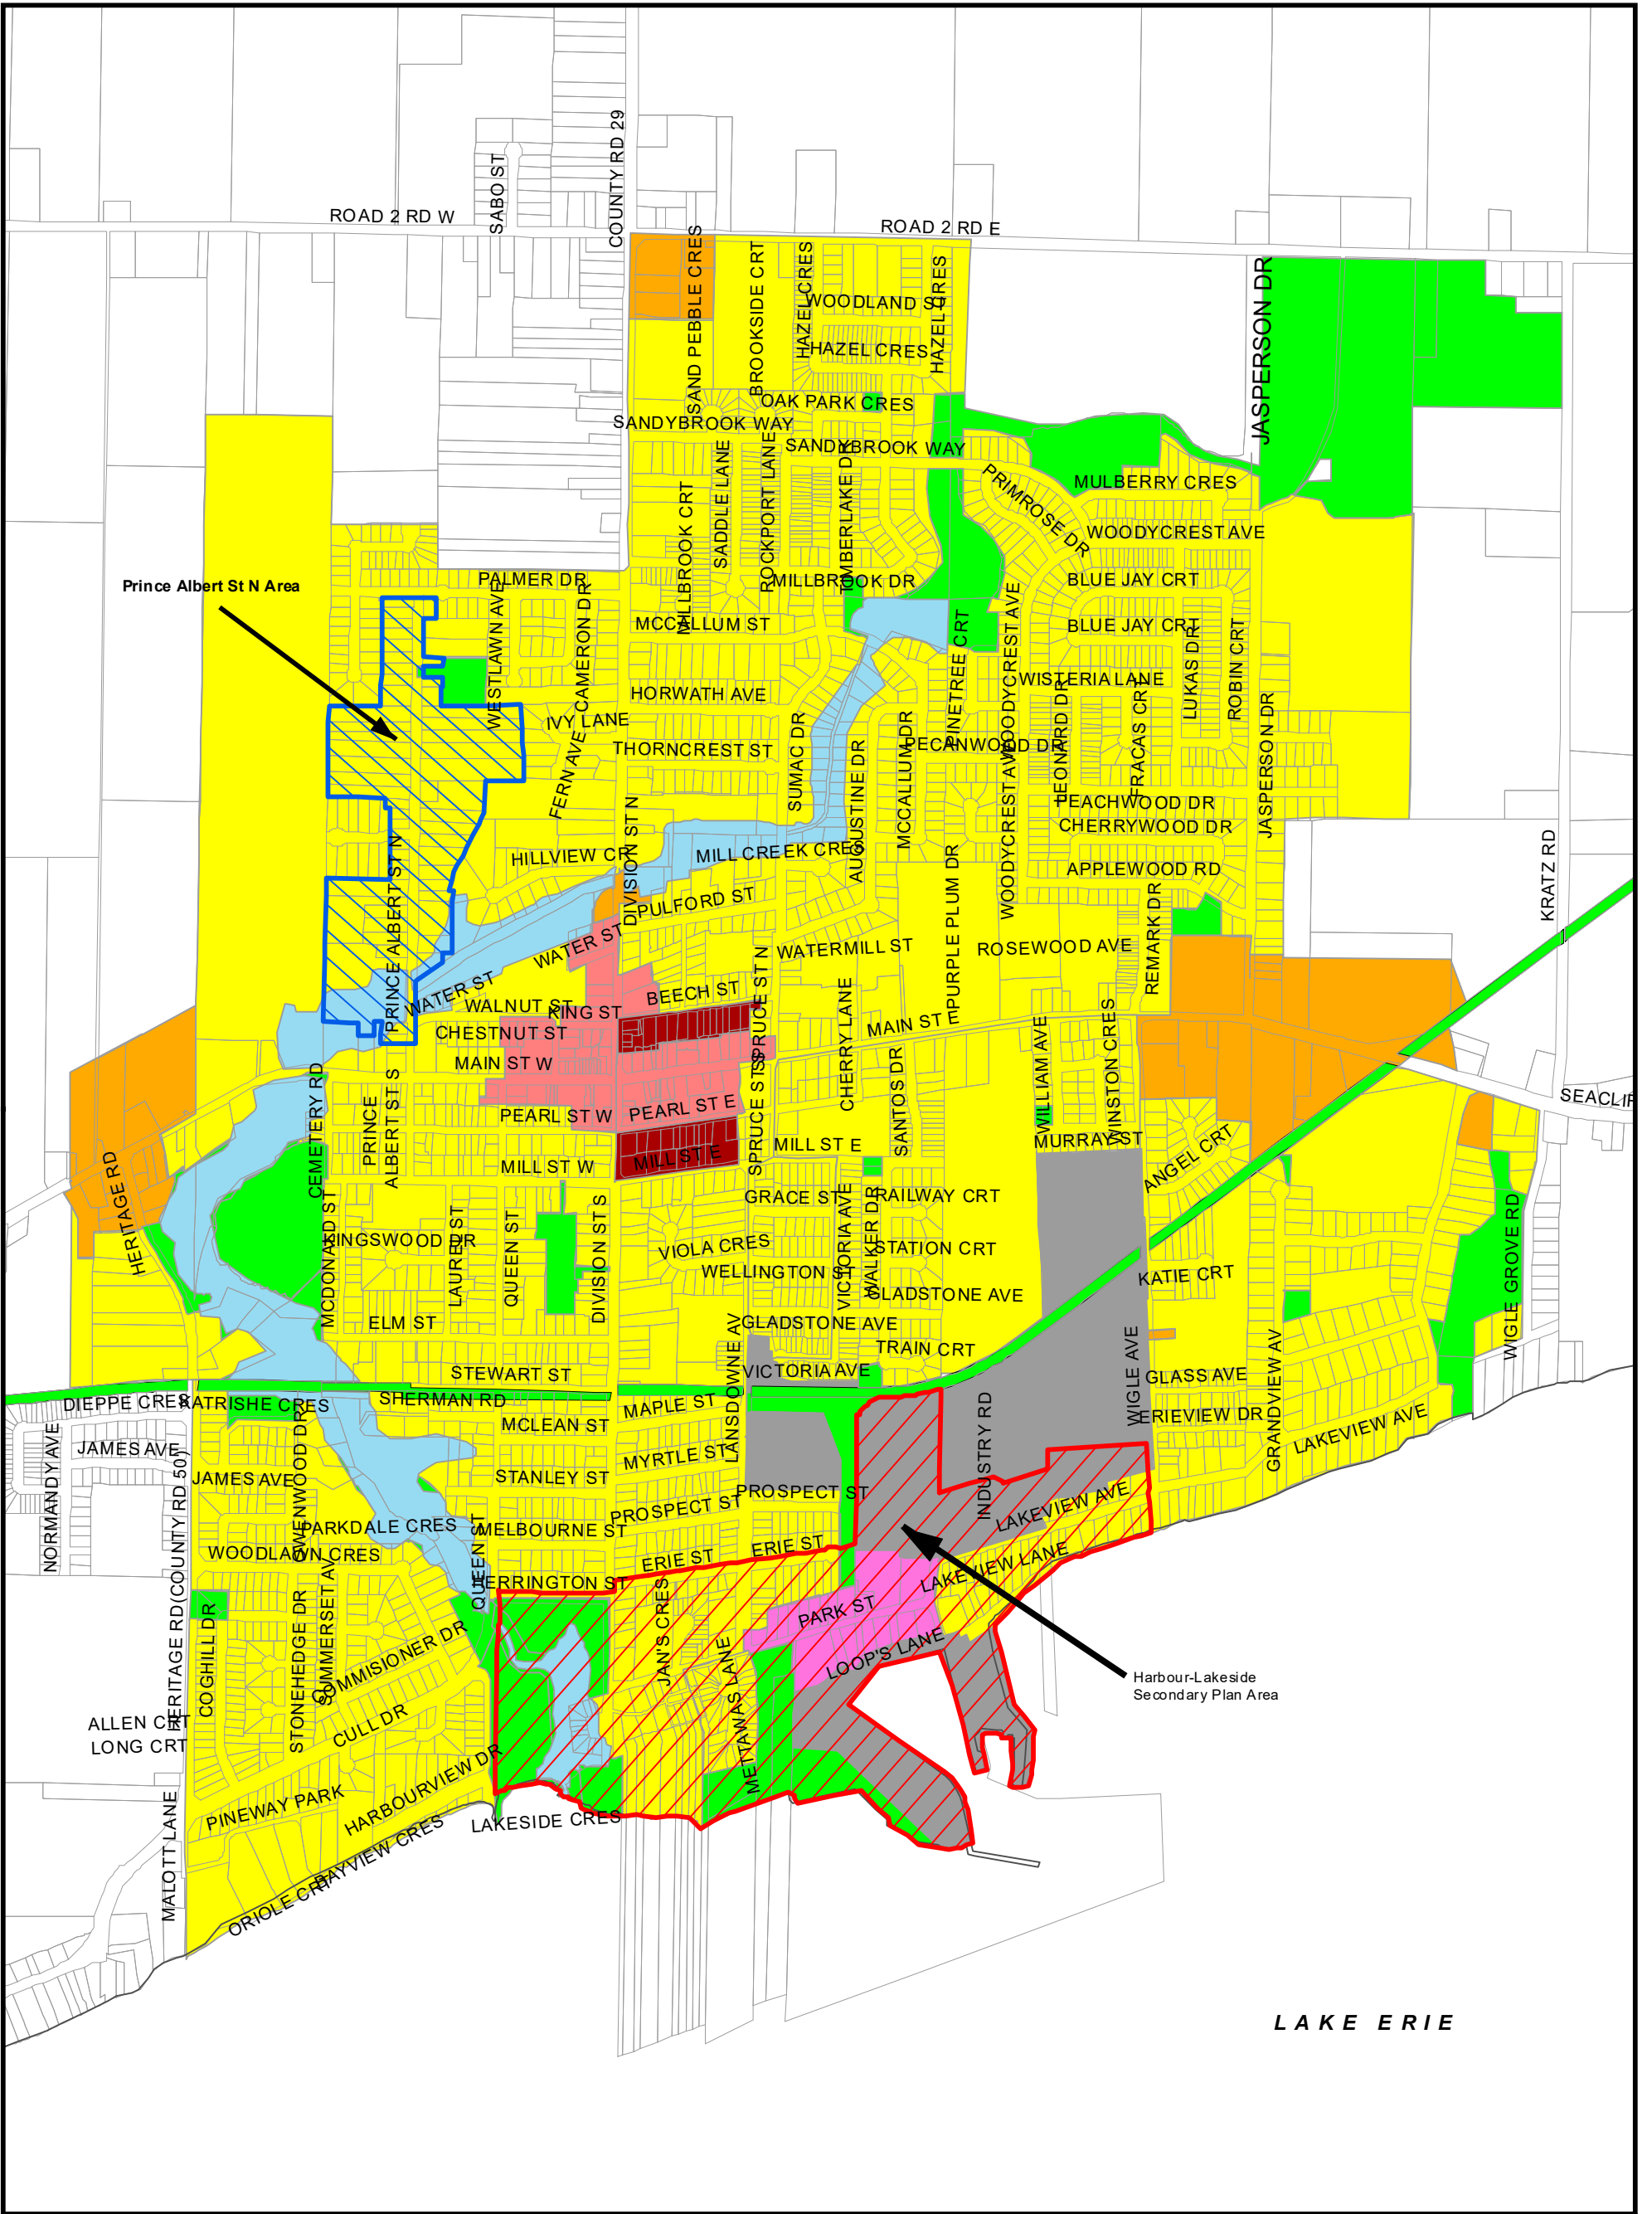 COUNTY RD 29
SABO ST
ROAD 2 RD W
ROAD 2 RD E
SAND PEBBLE CRES
BROOKSIDE CRT
HAZEL CRES
WOODLAND ST
HAZEL CRES
HAZEL CRES
JASPERSON DR
OAK PARK CRES
SANDYBROOK WAY
SANDYBROOK WAY
MILLBROOK CRT
SADDLE LANE
ROCKPORT LANE
TIMBERLAKE DR
PRIMROSE DR
MULBERRY CRES
WOODYCREST AVE
Prince Albert St N Area
PALMER DR
MILLBROOK DR
BLUE JAY CRT
WESTLAWN AVE
CAMERON DR
MCCALLUM ST
PINETREE CRT
WOODYCREST AVE
BLUE JAY CRT
LUKAS DR
ROBIN CRT
WISTERIA LANE
HORWATH AVE
IVY LANE
FERN AVE
THORNCREST ST
SUMAC DR
AUGUSTINE DR
MCCALLUM DR
PECANWOOD DR
WOODYCREST AVE
LEONARD DR
FRACAS CRT
JASPERSON DR
PEACHWOOD DR
CHERRYWOOD DR
APPLEWOOD RD
DIVISION ST N
HILLVIEW CR
MILL CREEK CRES
KRATZ RD
PRINCE ALBERT ST N
PULFORD ST
PURPLE PLUM DR
WOODYCREST AVE
REMARK DR
WATER ST
WATERMILL ST
ROSEWOOD AVE
SPRUCE ST N
WATER ST
WALNUT ST
KING ST
BEECH ST
CHESTNUT ST
MAIN ST W
MAIN ST E
CHERRY LANE
SANTOS DR
WILLIAM AVE
WINSTON CRES
SEACLIF
CEMETERY RD
PRINCE
ALBERT ST S
PEARL ST W
PEARL ST E
SPRUCE ST S
MILL ST E
MILL ST E
MILL ST W
MURRAY ST
ANGEL CRT
HERITAGE RD
GRACE ST
RAILWAY CRT
MCDONALD ST
KINGSWOOD DR
LAUREL ST
QUEEN ST
DIVISION ST S
VIOLA CRES
WELLINGTON ST
VICTORIA AVE
WALKER DR
STATION CRT
KATIE CRT
WIGLE GROVE RD
GLADSTONE AVE
ELM ST
GLADSTONE AVE
TRAIN CRT
LANSDOWNE AV
STEWART ST
VICTORIA AVE
WIGLE AVE
GLASS AVE
GRANDVIEW AV
DIEPPE CRES
KATRISHE CRES
SHERMAN RD
MAPLE ST
INDUSTRY RD
ERIEVIEW DR
LAKEVIEW AVE
NORMANDY AVE
JAMES AVE
JAMES AVE
GWENWOOD DR
MCLEAN ST
MYRTLE ST
STANLEY ST
PROSPECT ST
PROSPECT ST
LAKEVIEW AVE
PARKDALE CRES
MELBOURNE ST
WOODLAWN CRES
QUEEN ST
ERIE ST
ERIE ST
LAKEVIEW LANE
HERRINGTON ST
HERITAGE RD(COUNTY RD 50)
COGHILL DR
STONEHEDGE DR
SUMMERSET AV
COMMISIONER DR
JAN'S CRES
PARK ST
LOOP'S LANE
METTAWAS LANE
Harbour-Lakeside
Secondary Plan Area
ALLEN CRT
LONG CRT
CULL DR
PINEWAY PARK
HARBOURVIEW DR
LAKESIDE CRES
MALOTT LANE
BAYVIEW CRES
ORIOLE CRT
LAKE ERIE